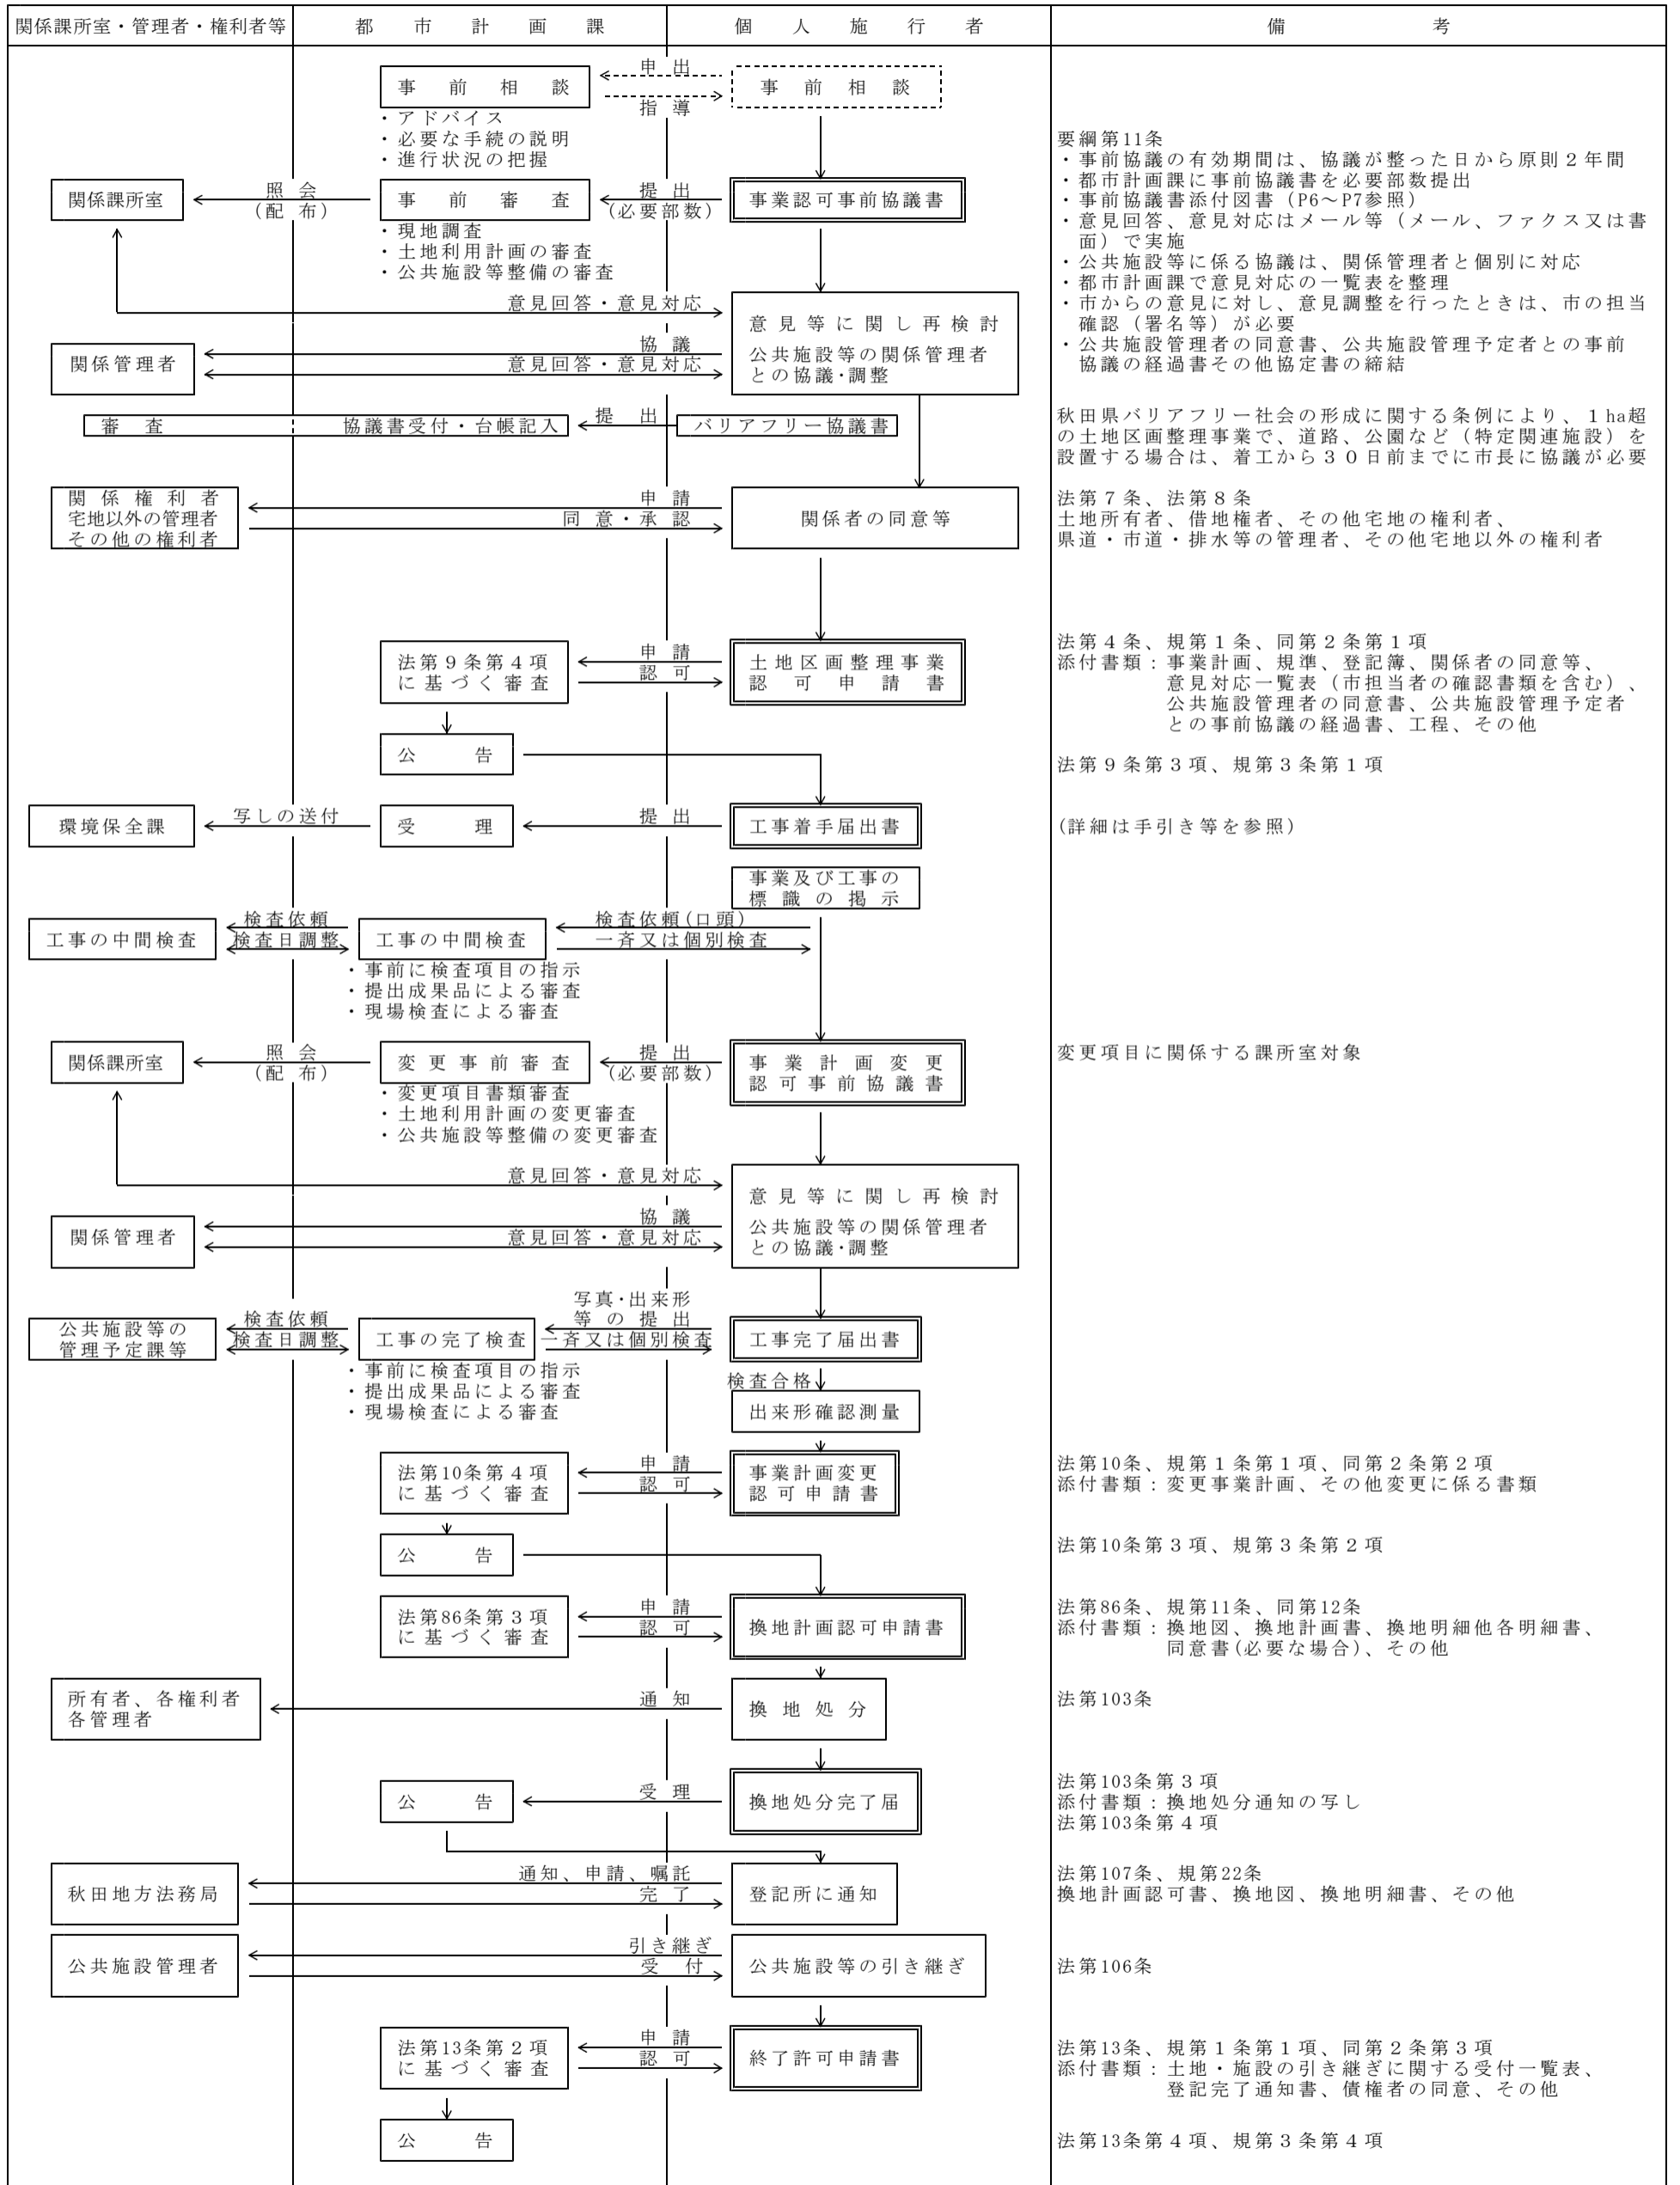 関係課所室・管理者・権利者等
都市計画課
個人施行者
備考
申出
事前相談
事前相談
指導
・アドバイス
・必要な手続の説明
・進行状況の把握
要綱第11条
・事前協議の有効期間は、協議が整った日から原則２年間
・都市計画課に事前協議書を必要部数提出
・事前協議書添付図書（P6～P7参照）
・意見回答、意見対応はメール等（メール、ファクス又は書
面）で実施
・公共施設等に係る協議は、関係管理者と個別に対応
・都市計画課で意見対応の一覧表を整理
・市からの意見に対し、意見調整を行ったときは、市の担当
確認（署名等）が必要
・公共施設管理者の同意書、公共施設管理予定者との事前
協議の経過書その他協定書の締結
関係課所室
照会
（配布）
事前審査
提出
（必要部数）
事業認可事前協議書
・現地調査
・土地利用計画の審査
・公共施設等整備の審査
意見回答・意見対応
意見等に関し再検討
公共施設等の関係管理者
との協議・調整
関係管理者
協議
意見回答・意見対応
審査
協議書受付・台帳記入
提出
バリアフリー協議書
秋田県バリアフリー社会の形成に関する条例により、１ha超
の土地区画整理事業で、道路、公園など（特定関連施設）を
設置する場合は、着工から３０日前までに市長に協議が必要
関係権利者
宅地以外の管理者
その他の権利者
申請
同意・承認
関係者の同意等
法第７条、法第８条
土地所有者、借地権者、その他宅地の権利者、
県道・市道・排水等の管理者、その他宅地以外の権利者
法第９条第４項
に基づく審査
申請
認可
土地区画整理事業
認可申請書
法第４条、規第１条、同第２条第１項
添付書類：事業計画、規準、登記簿、関係者の同意等、
意見対応一覧表（市担当者の確認書類を含む）、
公共施設管理者の同意書、公共施設管理予定者
との事前協議の経過書、工程、その他
公告
法第９条第３項、規第３条第１項
環境保全課
写しの送付
受理
提出
工事着手届出書
(詳細は手引き等を参照)
事業及び工事の
標識の掲示
工事の中間検査
検査依頼
検査日調整
工事の中間検査
検査依頼(口頭)
一斉又は個別検査
・事前に検査項目の指示
・提出成果品による審査
・現場検査による審査
関係課所室
照会
（配布）
変更事前審査
提出
（必要部数）
事業計画変更
認可事前協議書
変更項目に関係する課所室対象
・変更項目書類審査
・土地利用計画の変更審査
・公共施設等整備の変更審査
意見回答・意見対応
意見等に関し再検討
公共施設等の関係管理者
との協議・調整
関係管理者
協議
意見回答・意見対応
公共施設等の
管理予定課等
検査依頼
検査日調整
工事の完了検査
写真・出来形
等の提出
一斉又は個別検査
工事完了届出書
・事前に検査項目の指示
・提出成果品による審査
・現場検査による審査
検査合格
出来形確認測量
法第10条第４項
に基づく審査
申請
認可
事業計画変更
認可申請書
法第10条、規第１条第１項、同第２条第２項
添付書類：変更事業計画、その他変更に係る書類
公告
法第10条第３項、規第３条第２項
法第86条第３項
に基づく審査
申請
認可
換地計画認可申請書
法第86条、規第11条、同第12条
添付書類：換地図、換地計画書、換地明細他各明細書、
同意書(必要な場合)、その他
所有者、各権利者
各管理者
通知
換地処分
法第103条
公告
受理
換地処分完了届
法第103条第３項
添付書類：換地処分通知の写し
法第103条第４項
秋田地方法務局
通知、申請、嘱託
完了
登記所に通知
法第107条、規第22条
換地計画認可書、換地図、換地明細書、その他
公共施設管理者
引き継ぎ
受付
公共施設等の引き継ぎ
法第106条
法第13条第２項
に基づく審査
申請
認可
終了許可申請書
法第13条、規第１条第１項、同第２条第３項
添付書類：土地・施設の引き継ぎに関する受付一覧表、
登記完了通知書、債権者の同意、その他
公告
法第13条第４項、規第３条第４項